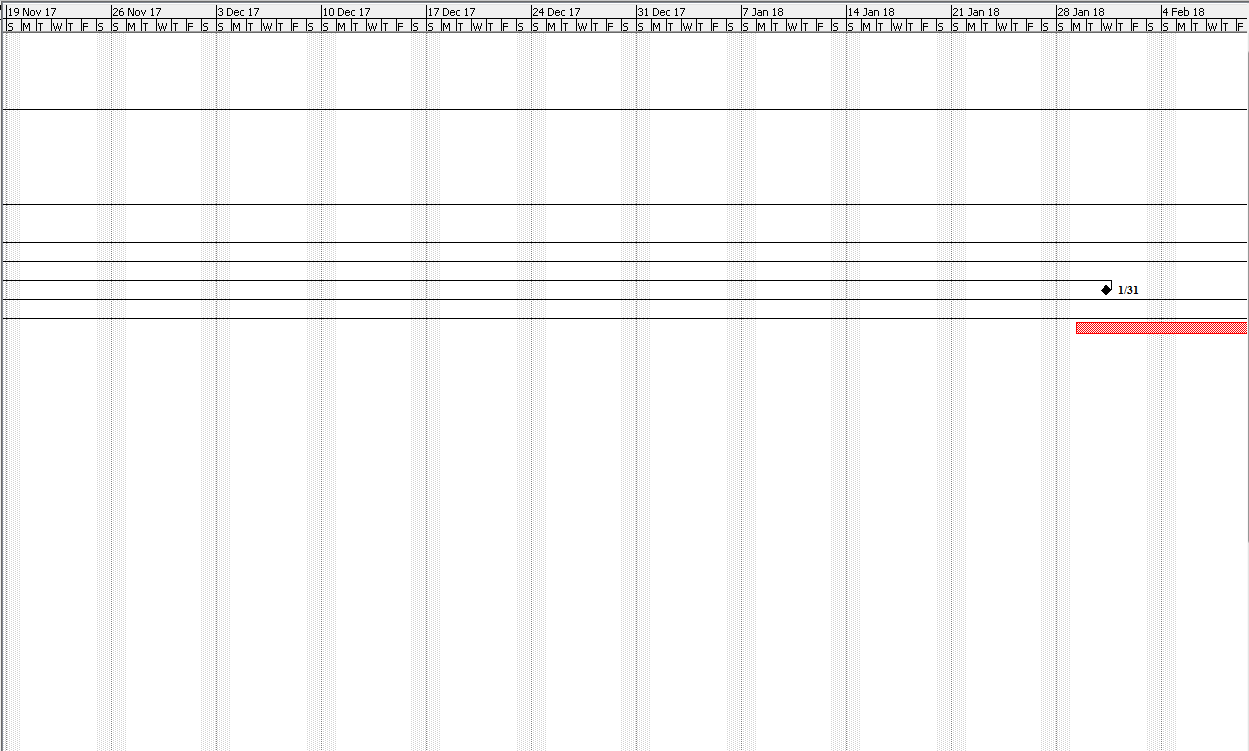 19 Nov 17 26 Nov 17 3 Dec 17 10 Dec 17 17 Dec 17 24 Dec 17 31 Dec 17 7 Jan 18 14 Jan 18 21 Jan 18 28 Jan 18 4 Feb 18
S M T W T F S S M T W T F S S M T W T F S S M T W T F S S M T W T F S S M T W T F S S M T W T F S S M T W T F S S M T W T F S S M T W T F S S M T W T F S S M T W T F
1/31